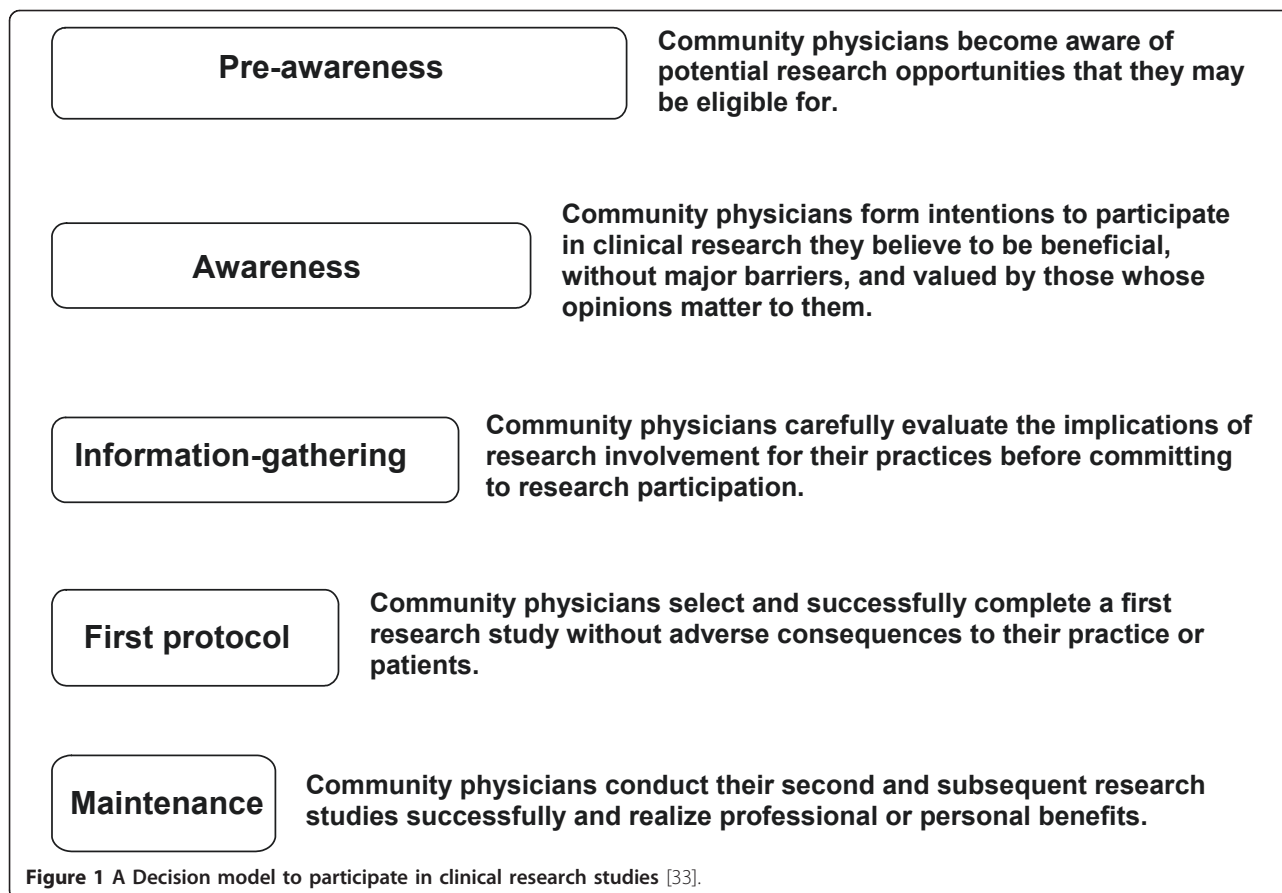 Pre-awareness
Community physicians become aware of
potential research opportunities that they may
be eligible for.
Awareness
Community physicians form intentions to participate
in clinical research they believe to be beneficial,
without major barriers, and valued by those whose
opinions matter to them.
Information-gathering
Community physicians carefully evaluate the implications of
research involvement for their practices before committing
to research participation.
First protocol
Community physicians select and successfully complete a first
research study without adverse consequences to their practice or
patients.
Maintenance
Community physicians conduct their second and subsequent research
studies successfully and realize professional or personal benefits.
Figure 1 A Decision model to participate in clinical research studies [33].